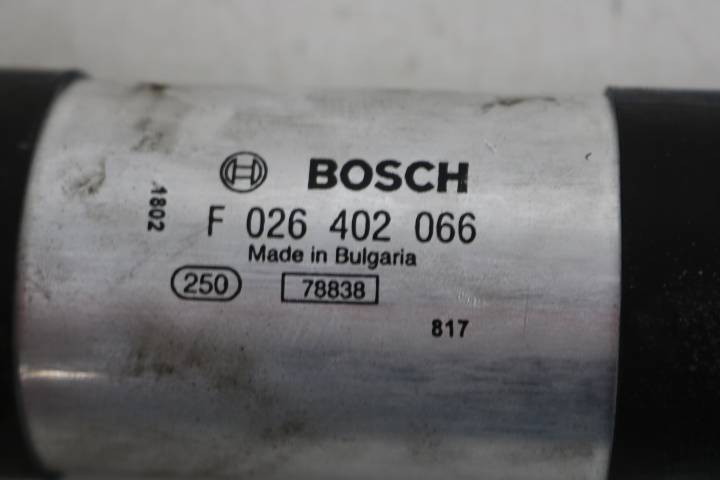 BOSCH
F 026 402 066
Made in Bulgaria
250 78838
817
1802